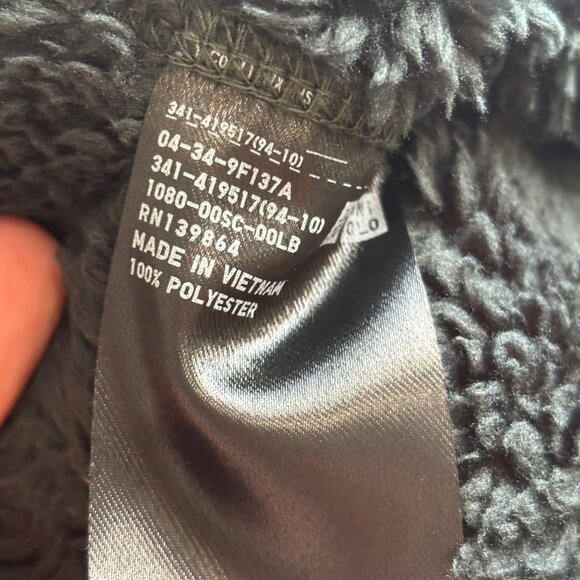 341-419517(94-10)
04-34-9F137A
341-419517(94-10)
1080-00SC-00LB
RN139864
MADE IN VIETNAM
100% POLYESTER